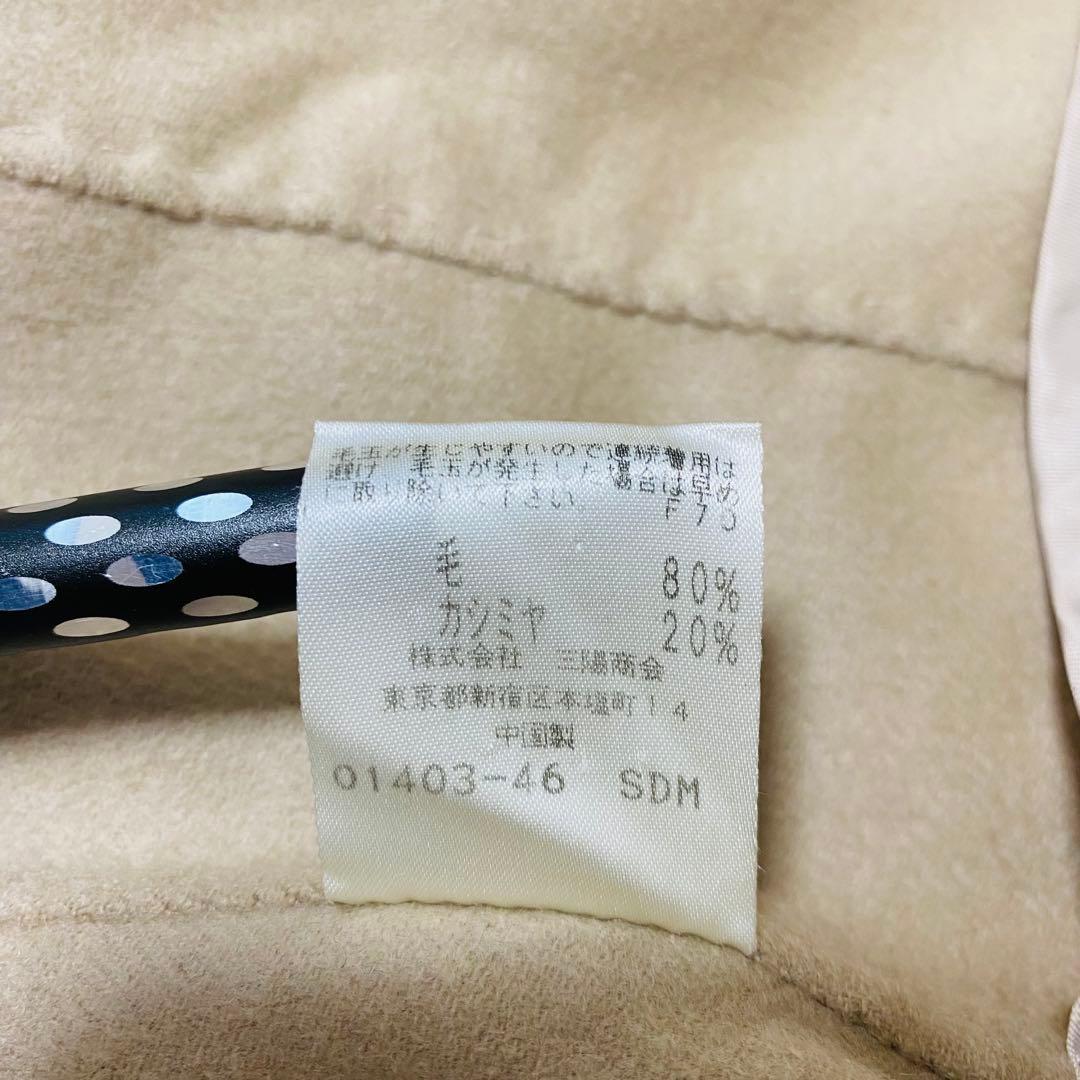 毛玉が生じやすいので連続着用は
避け 毛玉が発生した場合は早め
に取り除いて下さい。 F70
毛 80%
カシミヤ 20%
株式会社 三陽商会
東京都新宿区本塩町14
中国製
01403-46 SDM